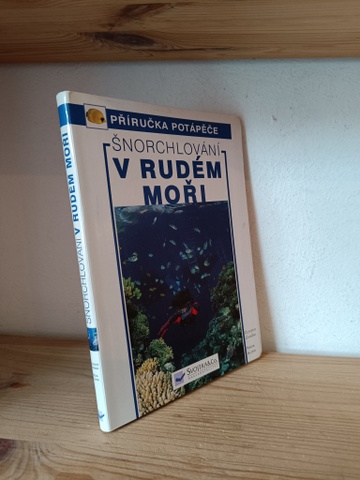 PŘÍRUČKA POTÁPĚČE
ŠNORCHLOVÁNÍ
V RUDÉM
MOŘI
SVOJTKA&CO.
ŠNORCHLOVÁNÍ V RUDÉM MOŘI